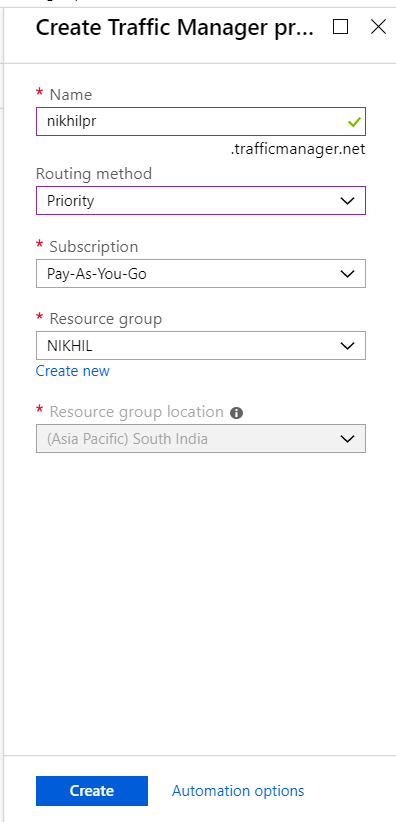 Create Traffic Manager pr...
* Name
nikhilpr
.trafficmanager.net
Routing method
Priority
* Subscription
Pay-As-You-Go
* Resource group
NIKHIL
Create new
* Resource group location
(Asia Pacific) South India
Create Automation options